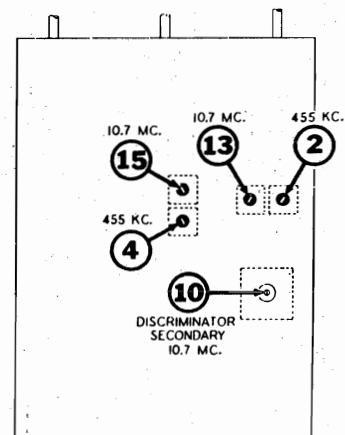 10.7 MC.
455 KC.
13
2
10.7 MC.
15
455 KC.
4
10
DISCRIMINATOR
SECONDARY
10.7 MC.